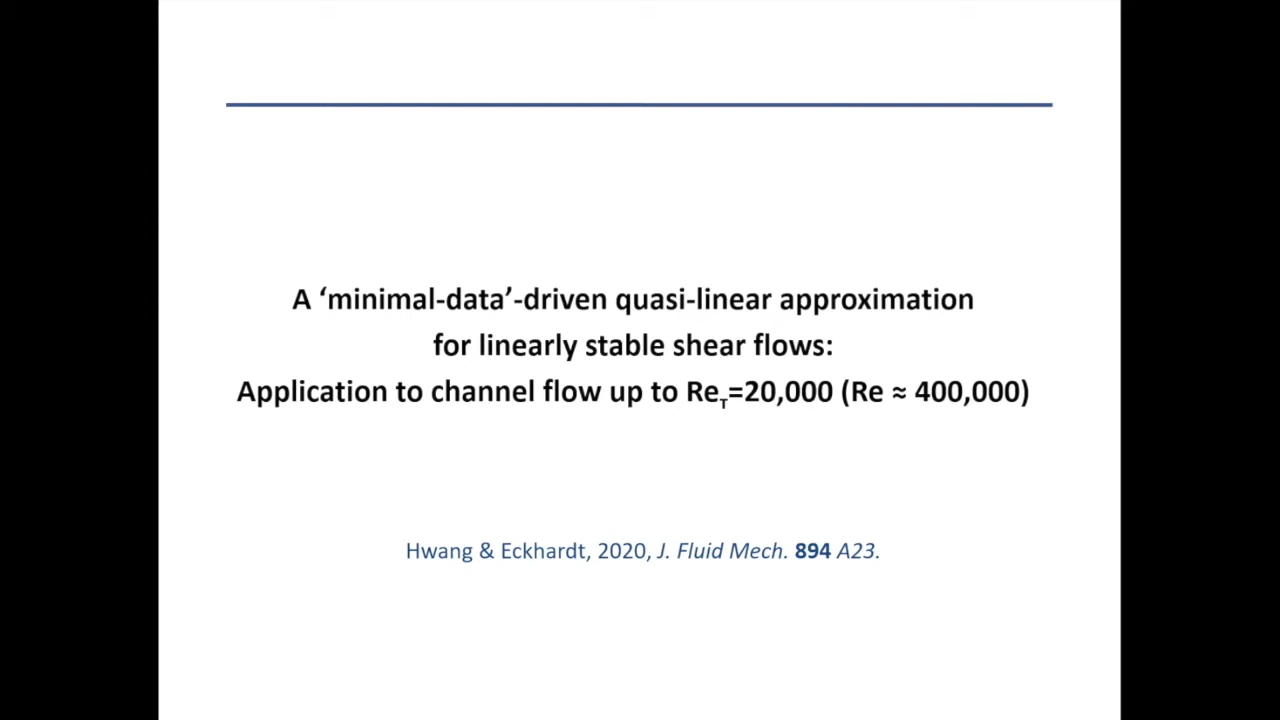 A ‘minimal-data’-driven quasi-linear approximation
for linearly stable shear flows:
Application to channel flow up to Reτ=20,000 (Re ≈ 400,000)
Hwang & Eckhardt, 2020, J. Fluid Mech. 894 A23.